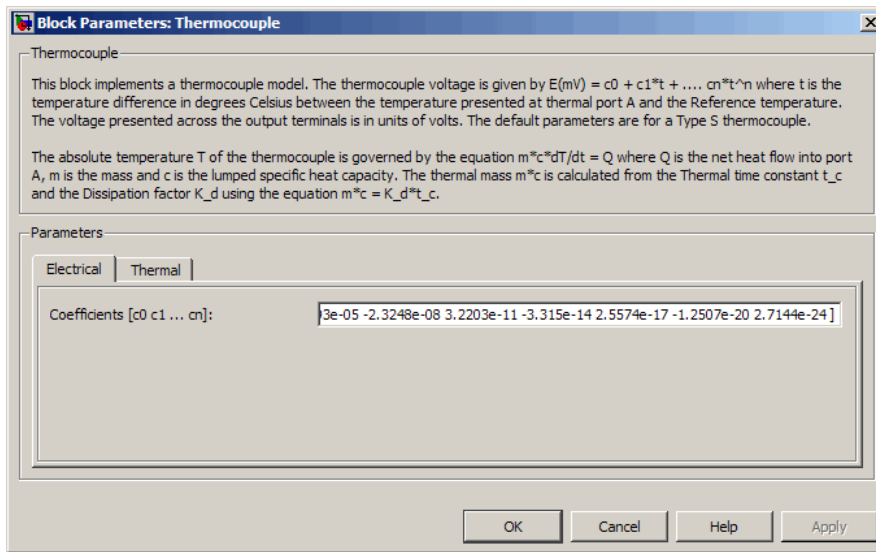 Block Parameters: Thermocouple
Thermocouple
This block implements a thermocouple model. The thermocouple voltage is given by E(mV) = c0 + c1*t + .... cn*t^n where t is the
temperature difference in degrees Celsius between the temperature presented at thermal port A and the Reference temperature.
The voltage presented across the output terminals is in units of volts. The default parameters are for a Type S thermocouple.
The absolute temperature T of the thermocouple is governed by the equation m*c*dT/dt = Q where Q is the net heat flow into port
A, m is the mass and c is the lumped specific heat capacity. The thermal mass m*c is calculated from the Thermal time constant t_c
and the Dissipation factor K_d using the equation m*c = K_d*t_c.
Parameters
Electrical Thermal
Coefficients [c0 c1 ... cn]: 3e-05 -2.3248e-08 3.2203e-11 -3.315e-14 2.5574e-17 -1.2507e-20 2.7144e-24 ]
OK Cancel Help Apply